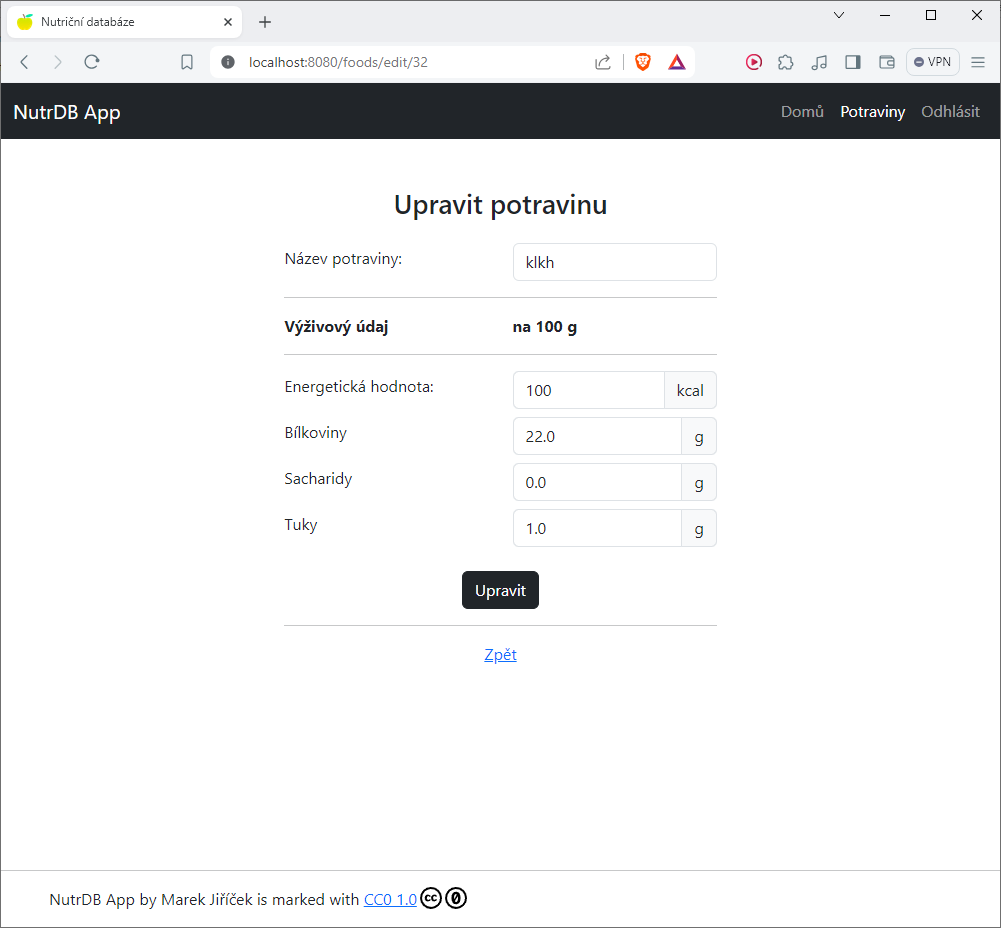 Nutriční databáze
localhost:8080/foods/edit/32
VPN
NutrDB App
Domů Potraviny Odhlásit
Upravit potravinu
Název potraviny: klkh
Výživový údaj na 100 g
Energetická hodnota: 100 kcal
Bílkoviny 22.0 g
Sacharidy 0.0 g
Tuky 1.0 g
Upravit
Zpět
NutrDB App by Marek Jiříček is marked with CC0 1.0